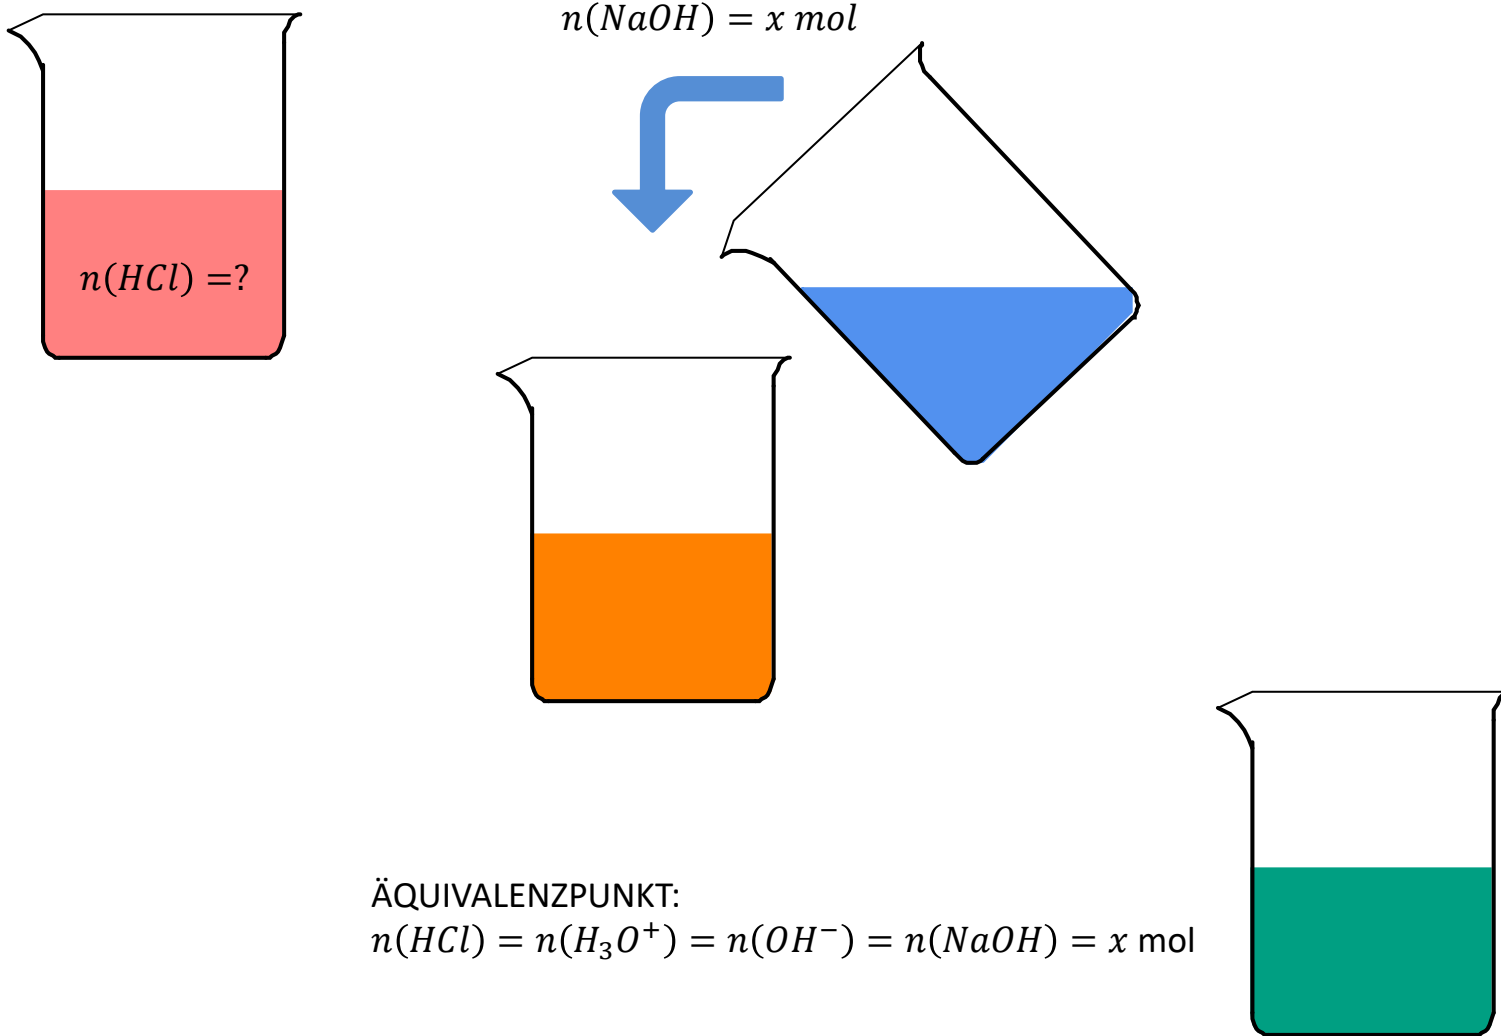 n(NaOH) = x mol
n(HCl) =?
ÄQUIVALENZPUNKT:
n(HCl) = n(H₃O⁺) = n(OH⁻) = n(NaOH) = x mol